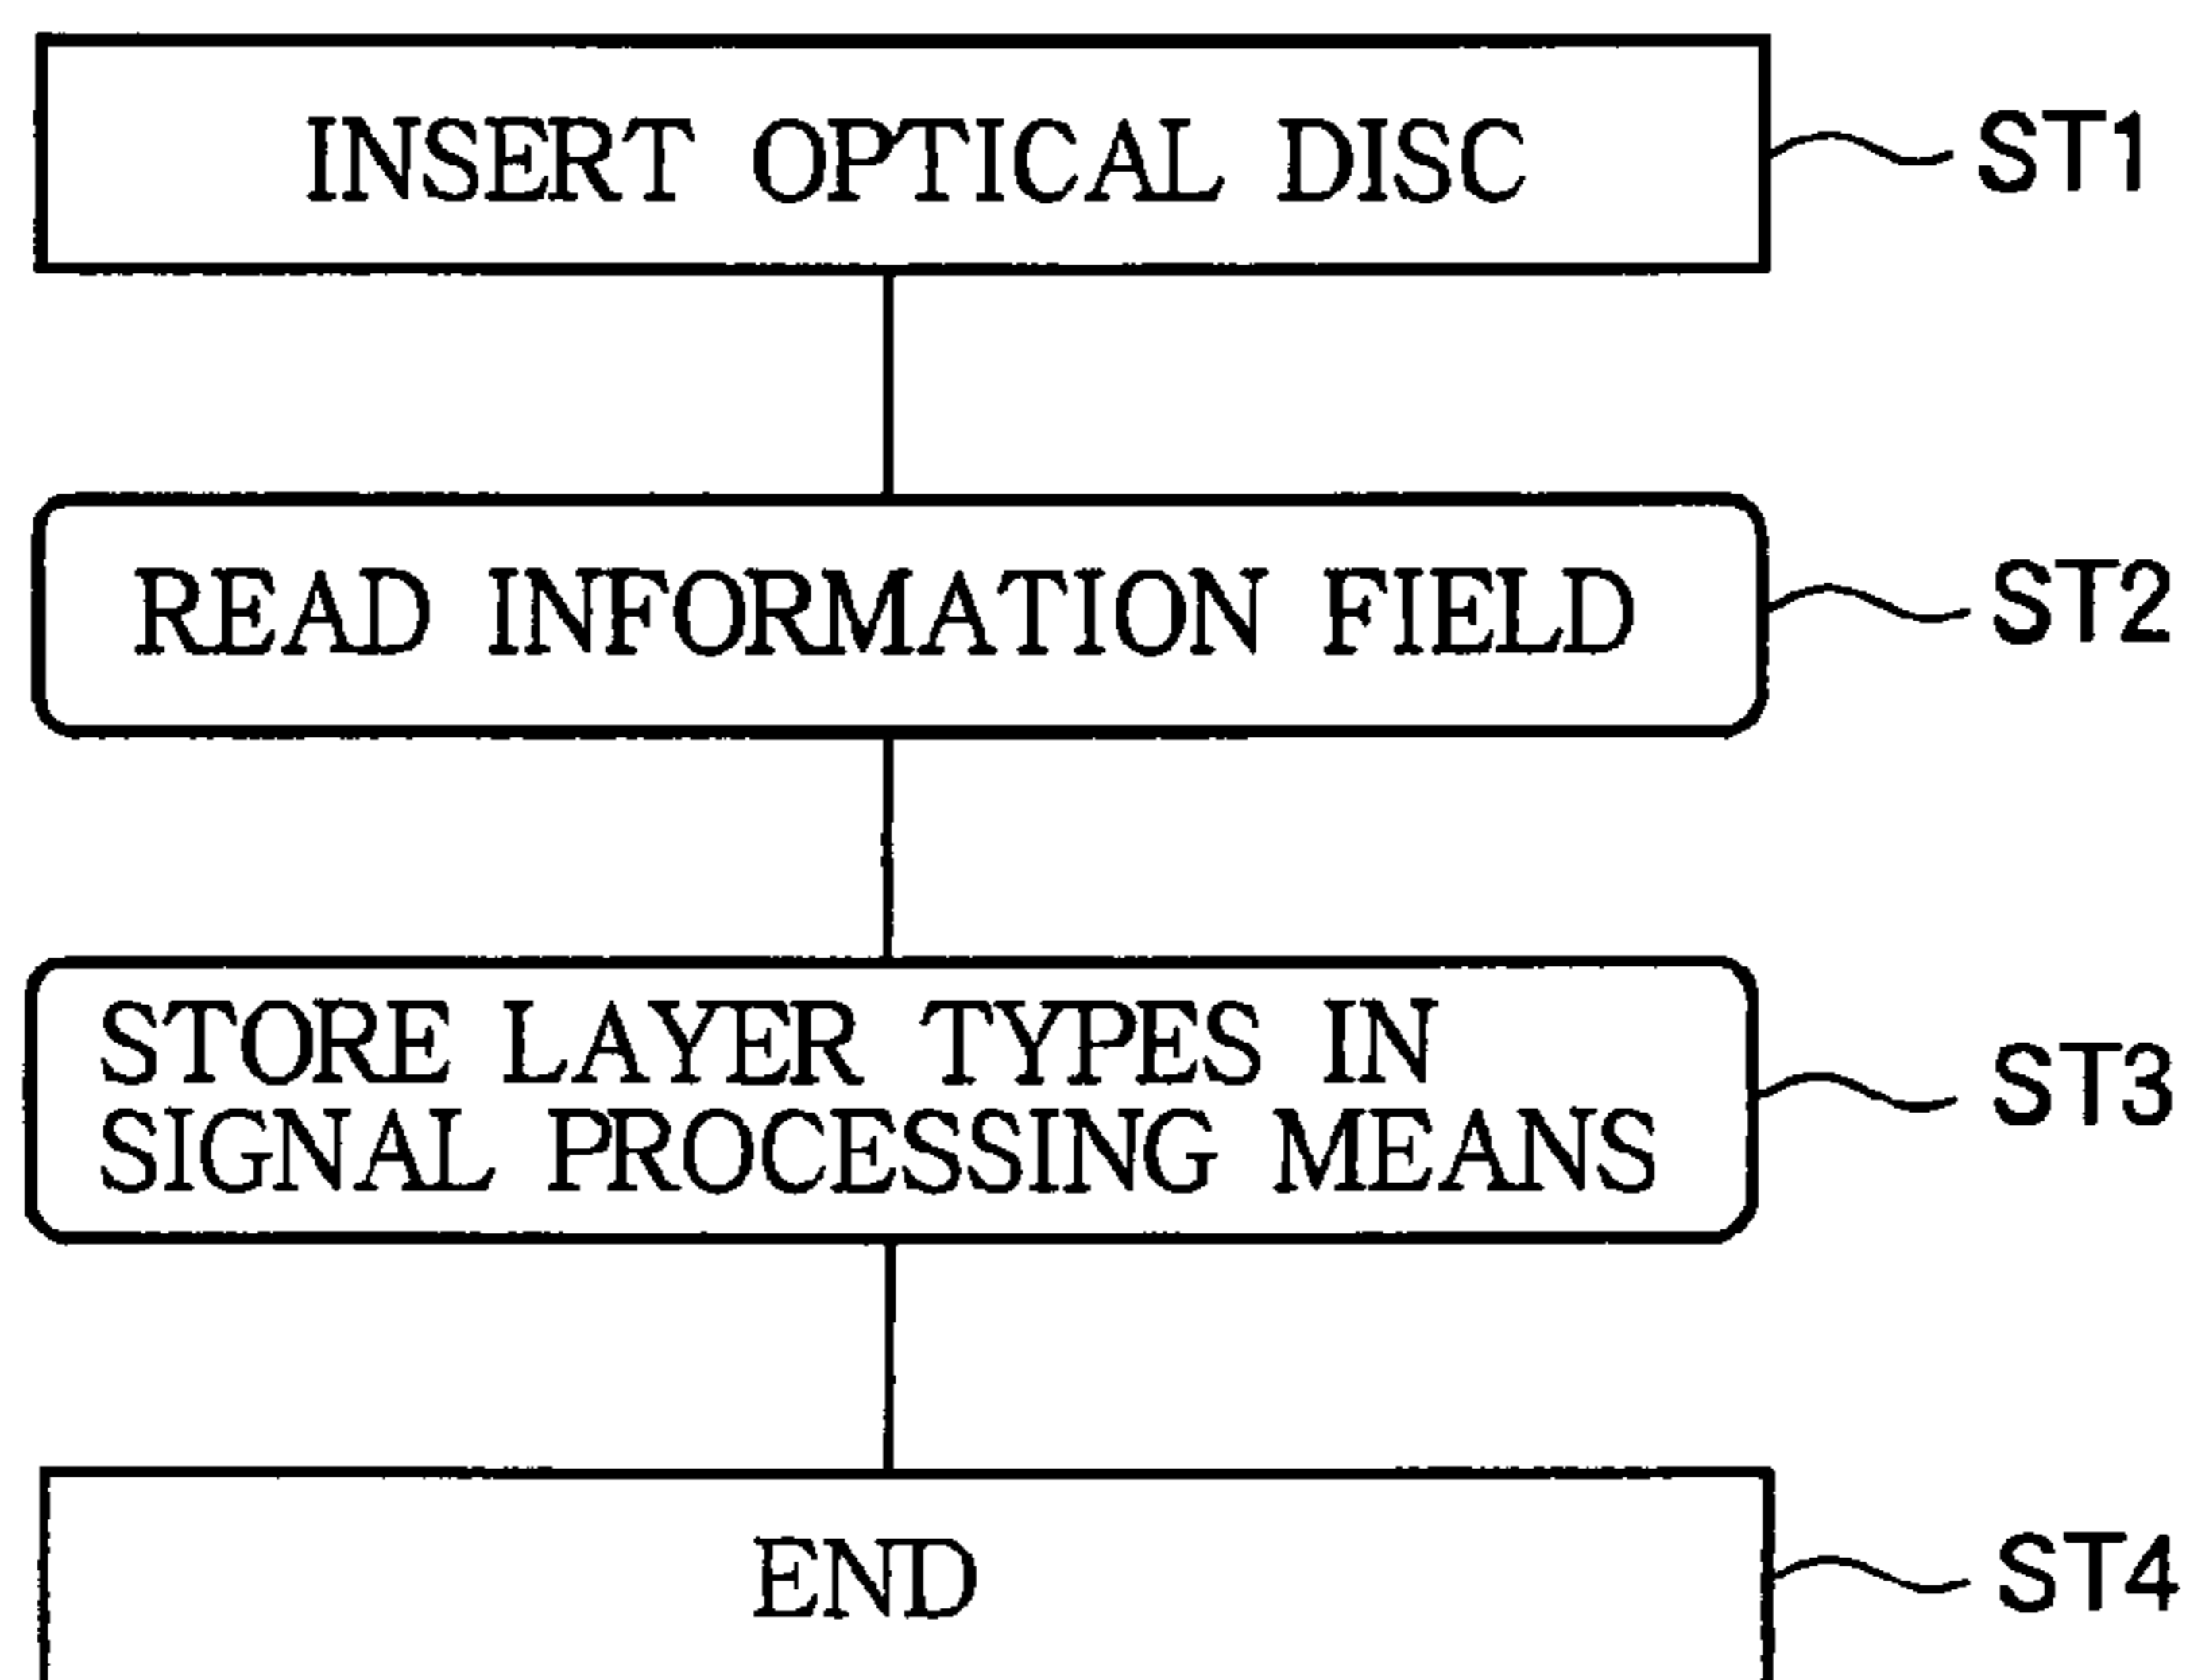 INSERT OPTICAL DISC
ST1
READ INFORMATION FIELD
ST2
STORE LAYER TYPES IN
SIGNAL PROCESSING MEANS
ST3
END
ST4